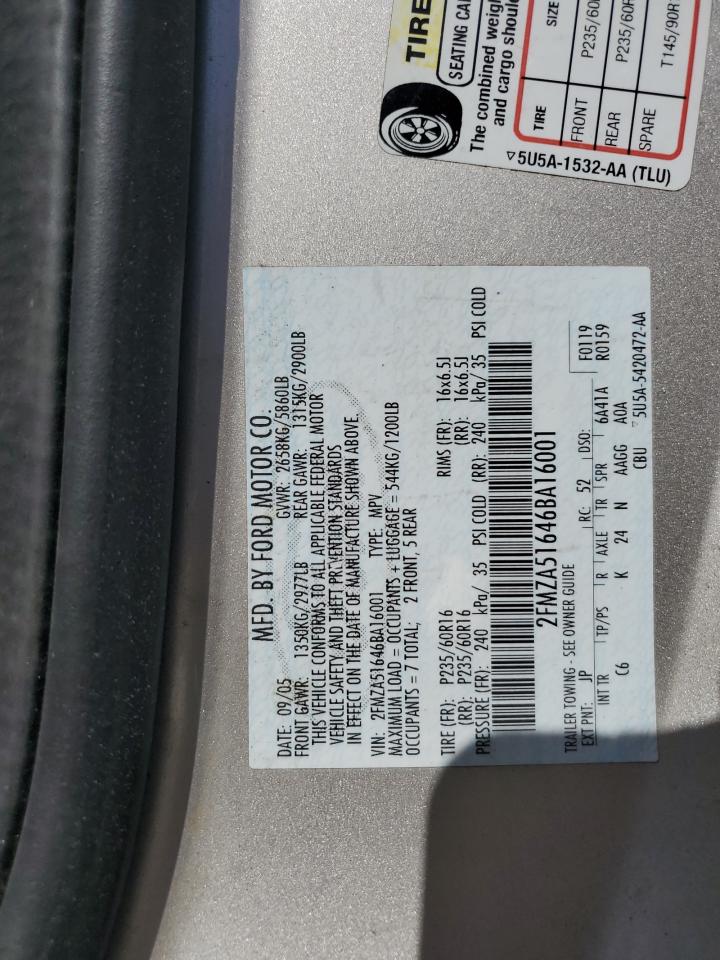 MFD. BY FORD MOTOR CO.
DATE: 09/05 GVWR: 2658KG/5860LB
FRONT GAWR: 1350KG/2977LB REAR GAWR: 1315KG/2900LB
THIS VEHICLE CONFORMS TO ALL APPLICABLE FEDERAL MOTOR
VEHICLE SAFETY AND THEFT PREVENTION STANDARDS
IN EFFECT ON THE DATE OF MANUFACTURE SHOWN ABOVE.
VIN: 2FMZA51646BA16001 TYPE: MPV
MAXIMUM LOAD = OCCUPANTS + LUGGAGE = 544KG/1200LB
OCCUPANTS = 7 TOTAL; 2 FRONT, 5 REAR
TIRE (FR): P235/60R16 RIMS (FR): 16x6.5J
(RR): P235/60R16 (RR): 16x6.5J
PRESSURE (FR): 240 kPa/ 35 PSI COLD (RR): 240 kPa/ 35 PSI COLD
2FMZA51646BA16001
TRAILER TOWING - SEE OWNER GUIDE F0119
EXT PNT: JP RC: 52 DSO: R0159
INT TR TP/PS R AXLE TR SPR 6A41A
C6 K 24 N AAGG A0A
CBU
▽5U5A-5420472-AA
TIRE
SEATING CA
The combined weigh
and cargo shoul
TIRE SIZE
FRONT P235/60
REAR P235/60R
SPARE T145/90R1
▽5U5A-1532-AA (TLU)